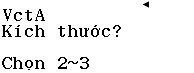 VctA
Kích thước?
Chọn 2~3